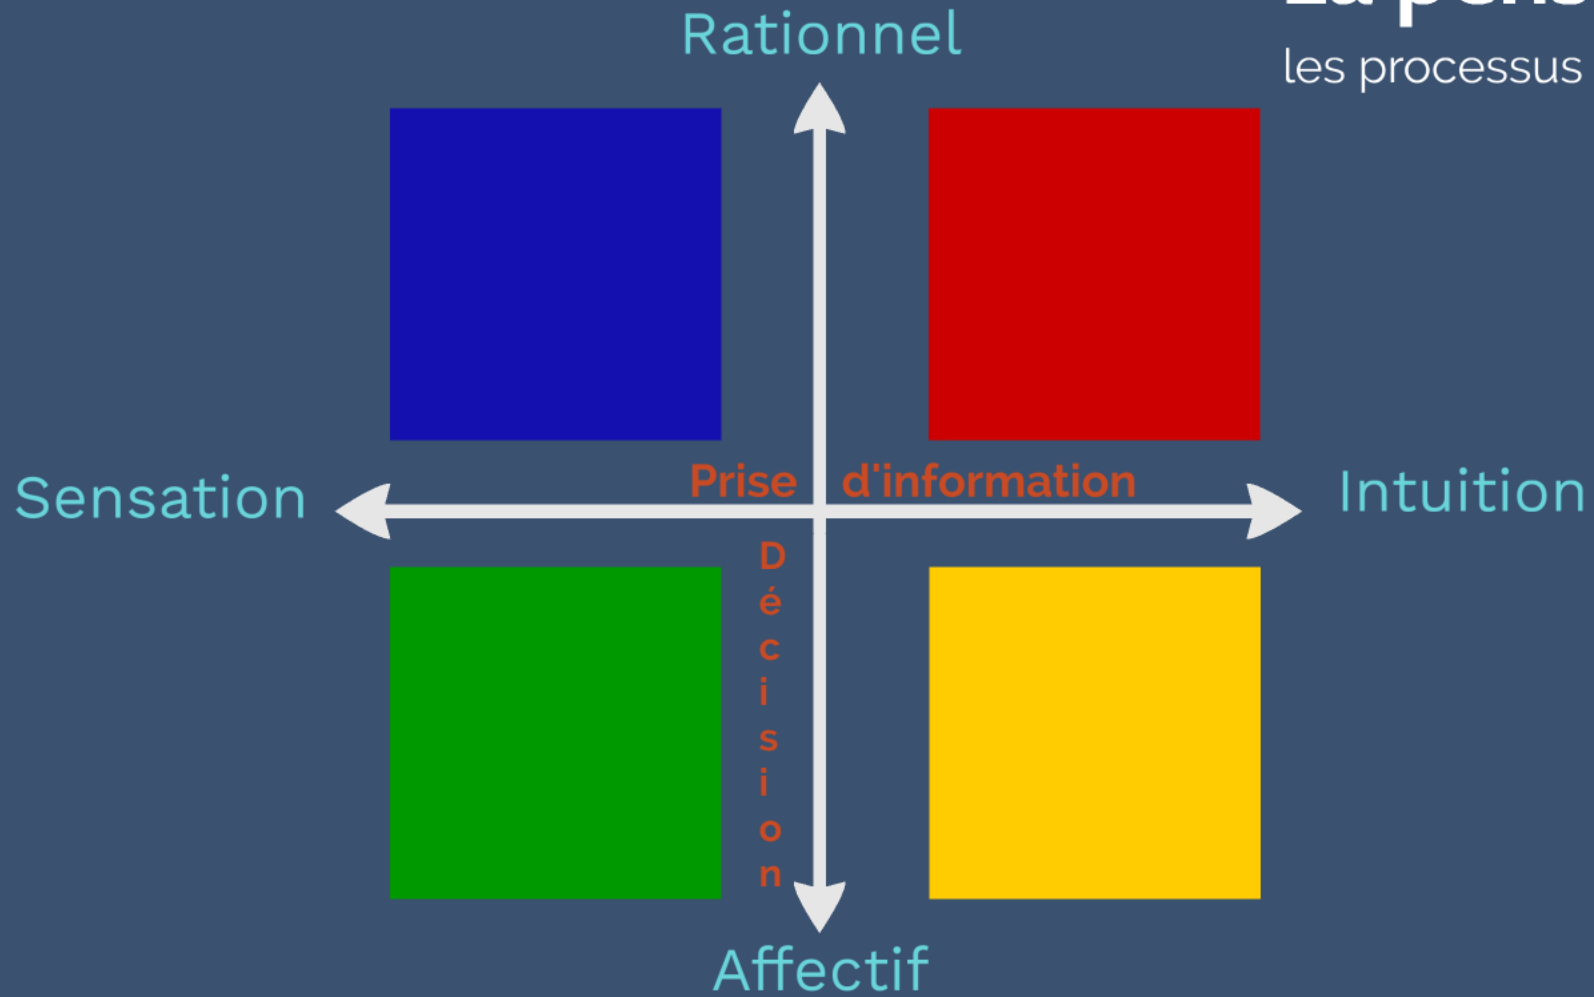 Rationnel
les processus
Prise d'information
Sensation
Intuition
Décision
Affectif